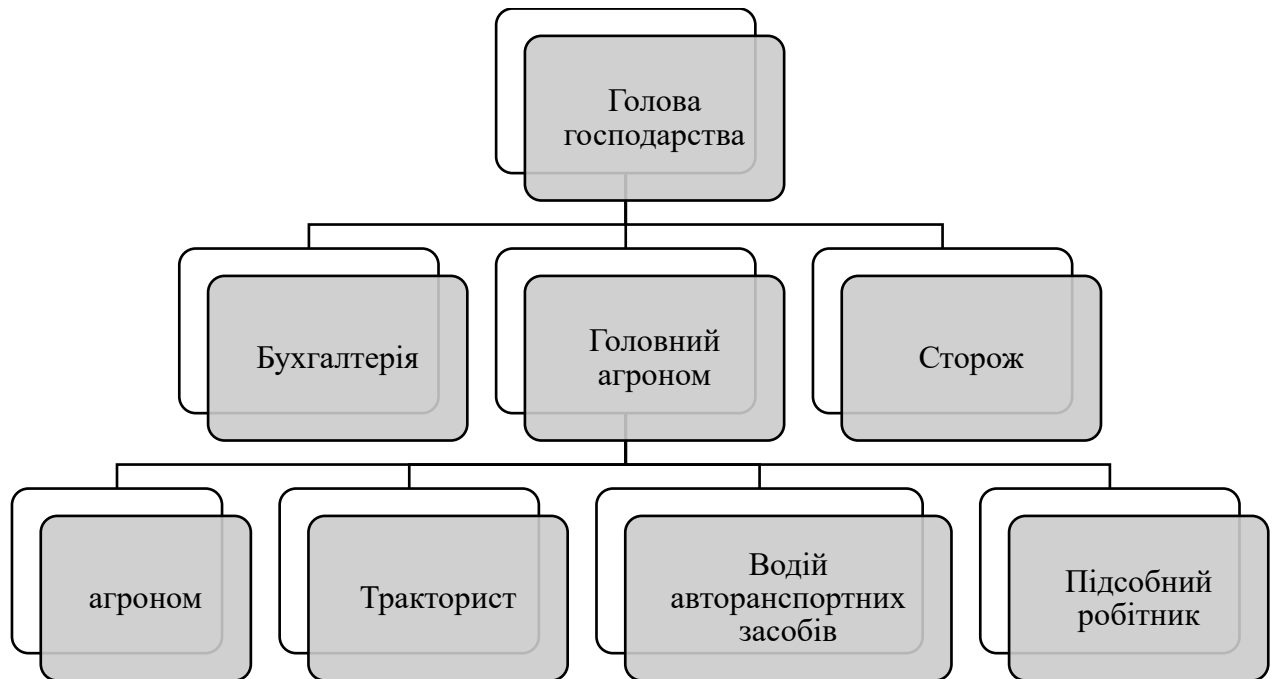 Голова
господарства
Бухгалтерія
Головний
агроном
Сторож
агроном
Тракторист
Водій
авторанспортних
засобів
Підсобний
робітник